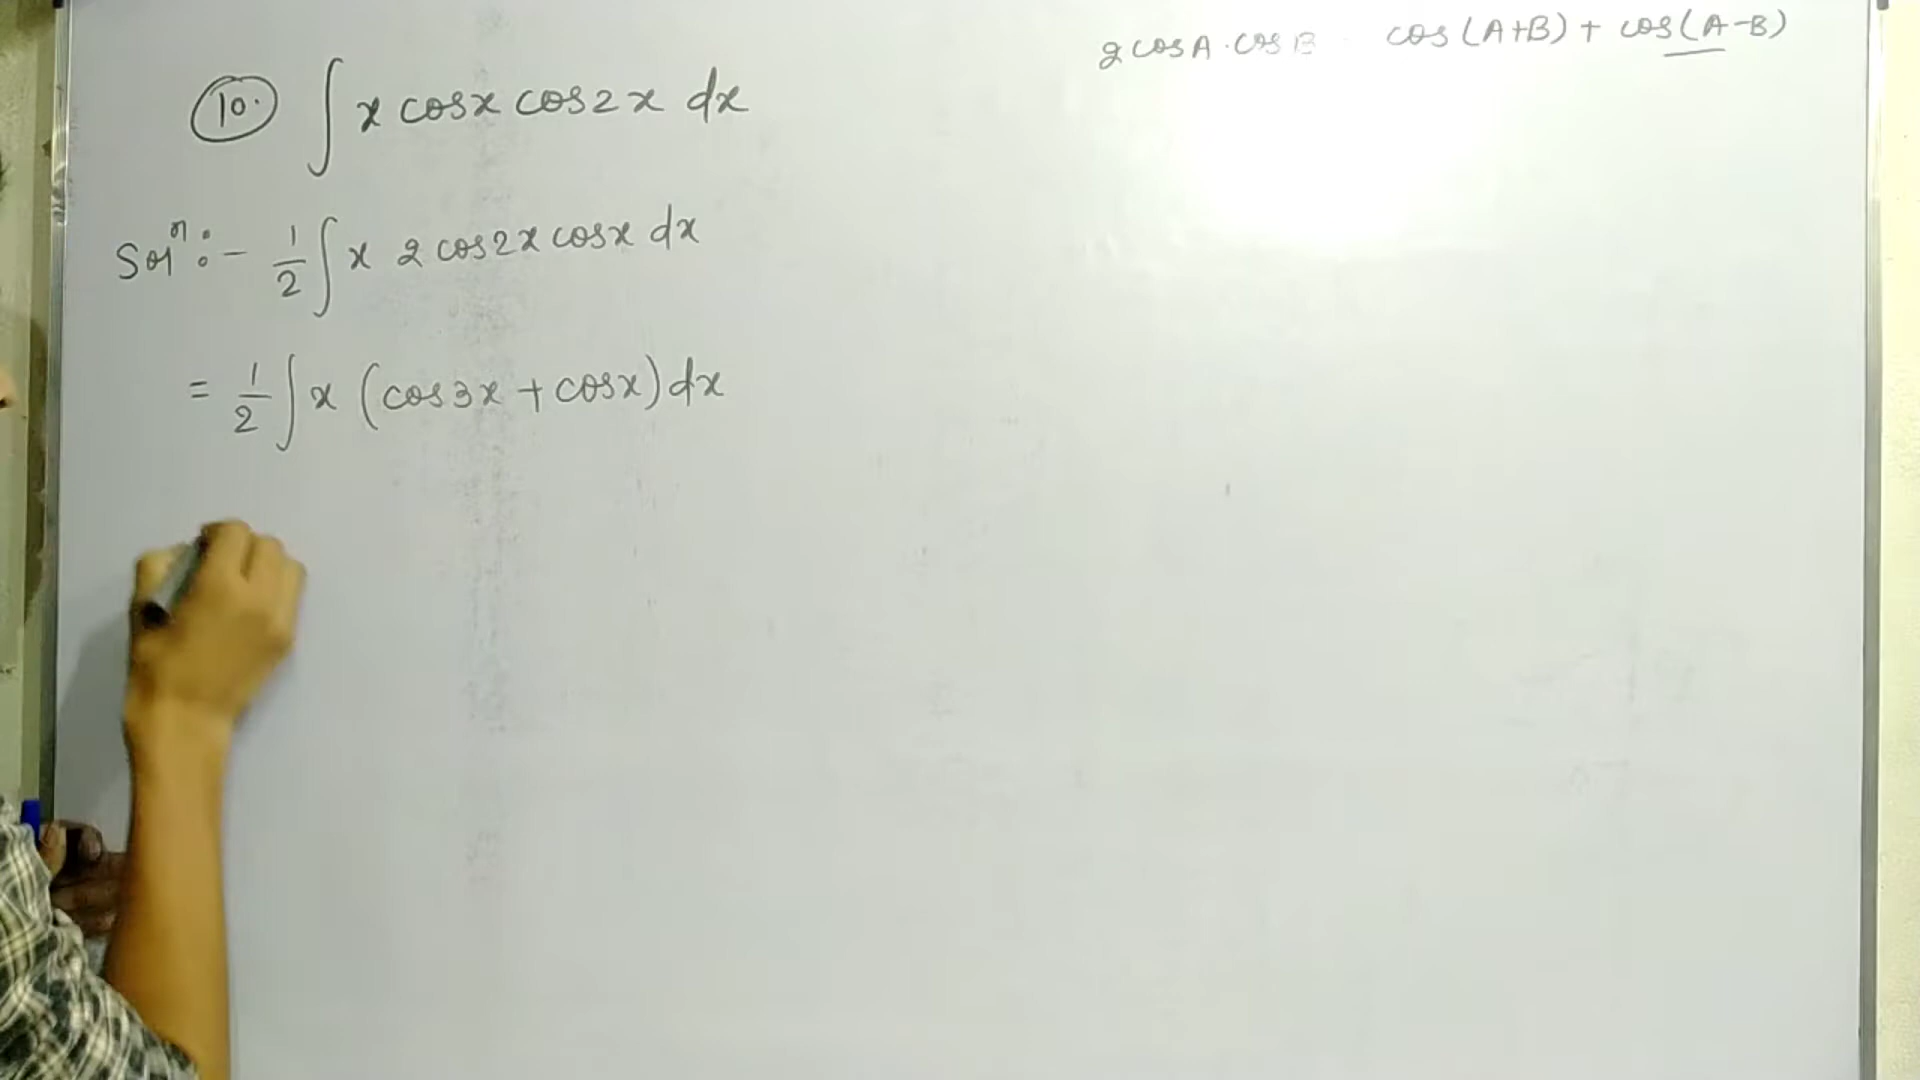 2 cosA · cos B cos (A+B) + cos (A-B)
10. ∫ x cosx cos2x dx
Solⁿ :- 1/2 ∫ x 2 cos2x cosx dx
= 1/2 ∫ x (cos3x + cosx) dx